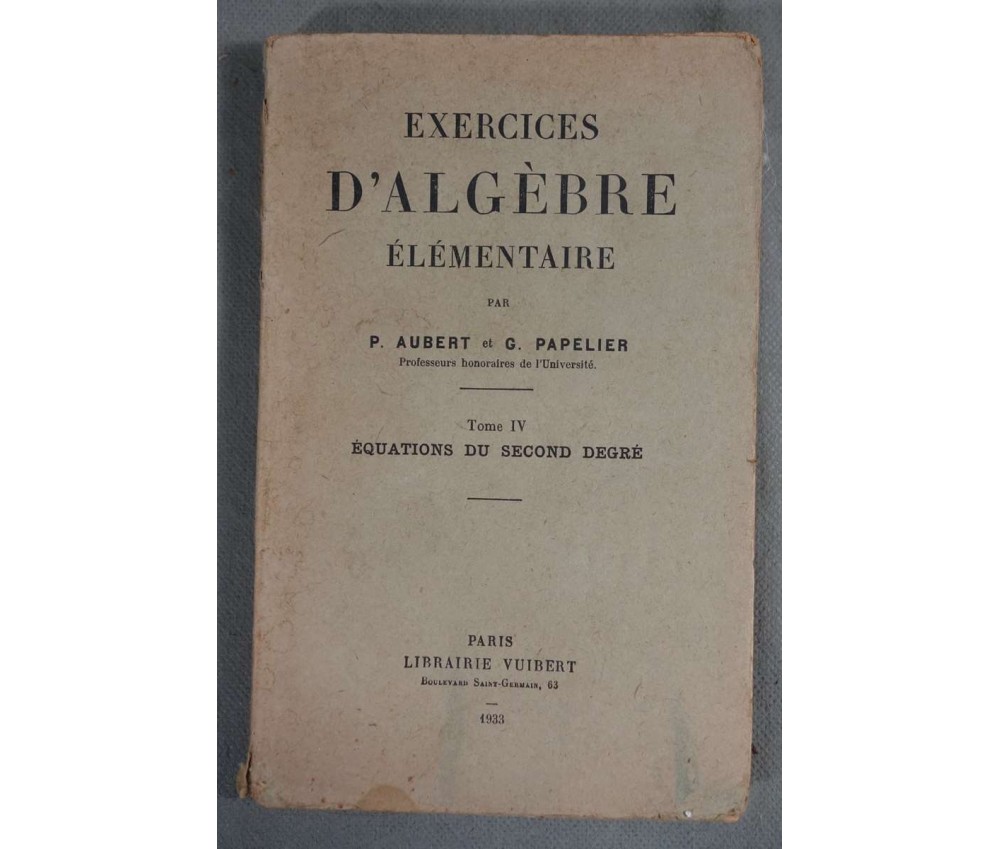 EXERCICES
D'ALGÈBRE
ÉLÉMENTAIRE
PAR
P. AUBERT et G. PAPELIER
Professeurs honoraires de l'Université.
Tome IV
ÉQUATIONS DU SECOND DEGRÉ
PARIS
LIBRAIRIE VUIBERT
Boulevard Saint-Germain, 63
1933